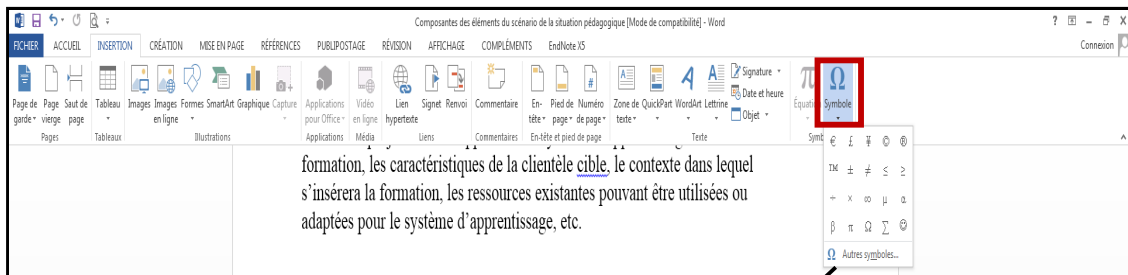 Composantes des éléments du scénario de la situation pédagogique [Mode de compatibilité] - Word
FICHIER ACCUEIL INSERTION CRÉATION MISE EN PAGE RÉFÉRENCES PUBLIPOSTAGE RÉVISION AFFICHAGE COMPLÉMENTS EndNote X5 Connexion
Page de garde Page vierge Saut de page Tableau Images Images en ligne Formes SmartArt Graphique Capture Applications pour Office Vidéo en ligne Lien hypertexte Signet Renvoi Commentaire En-tête Pied de page Numéro de page Zone de texte QuickPart WordArt Lettrine Signature Date et heure Objet Équation Symbole
Pages Tableaux Illustrations Applications Média Liens Commentaires En-tête et pied de page Texte
€ £ ¥ © ®
™ ± ≠ ≤ ≥
÷ × ∞ µ α
β π Ω ∑ ☺
Ω Autres symboles...
formation, les caractéristiques de la clientèle cible, le contexte dans lequel
s'insérera la formation, les ressources existantes pouvant être utilisées ou
adaptées pour le système d'apprentissage, etc.